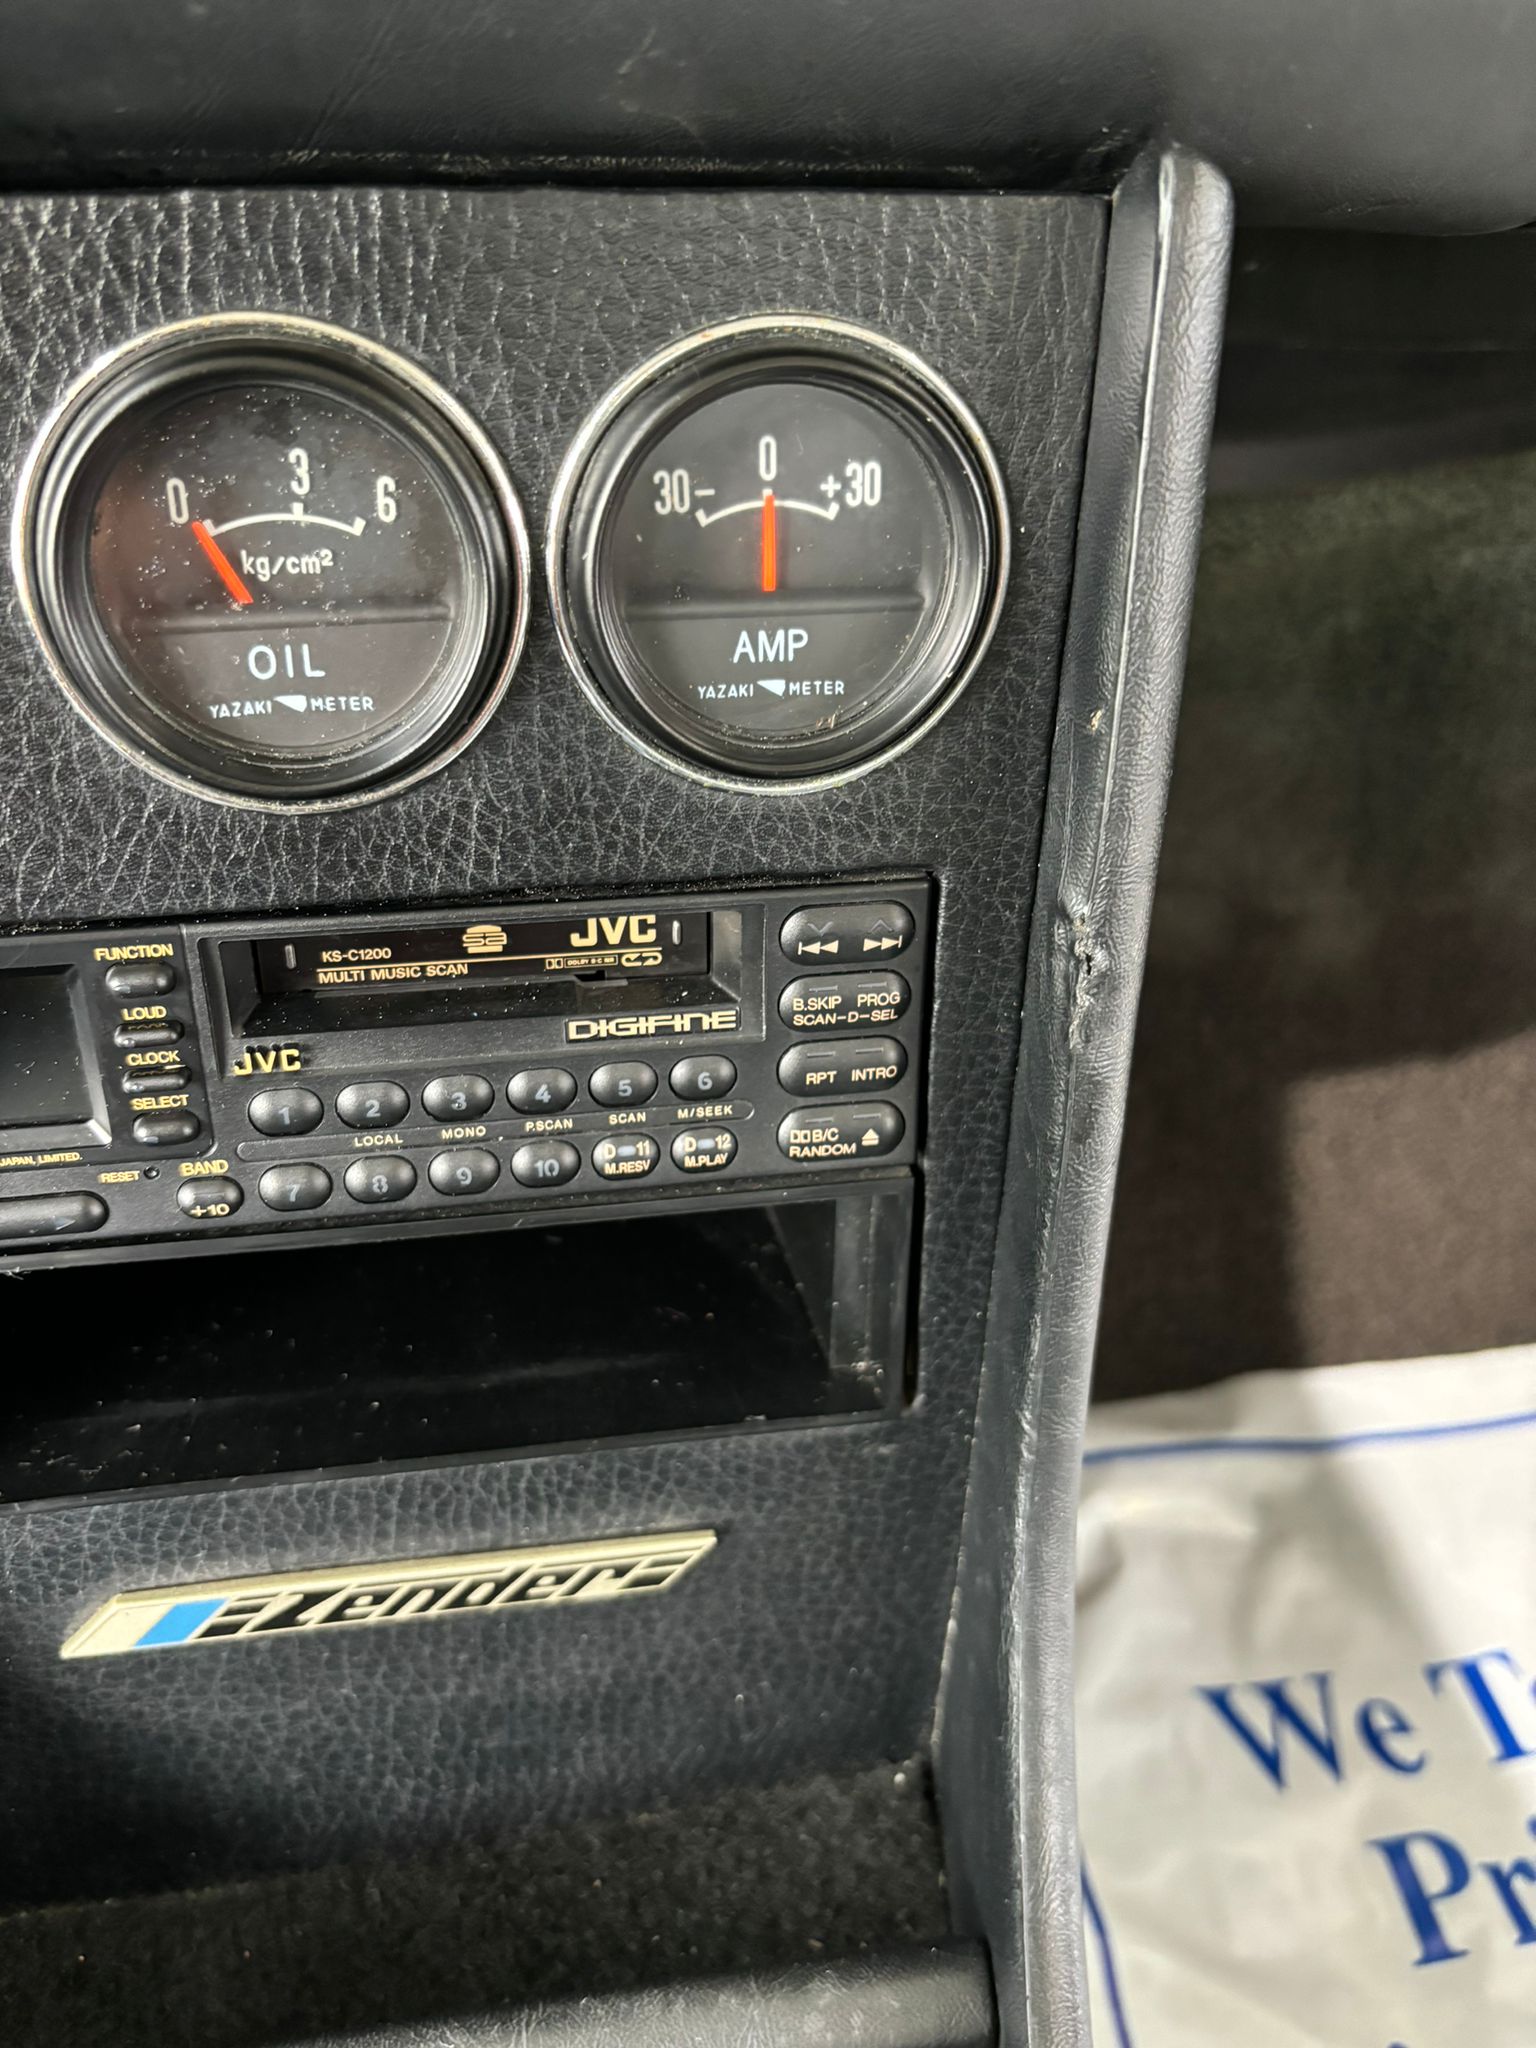 0 3 6
kg/cm²
OIL
YAZAKI METER
30- 0 +30
AMP
YAZAKI METER
FUNCTION
LOUD
CLOCK
SELECT
JAPAN, LIMITED.
RESET
BAND
+10
KS-C1200
MULTI MUSIC SCAN
JVC
DOLBY B-C NR
DIGIFINE
JVC
1 2 3 4 5 6
LOCAL MONO P.SCAN SCAN M/SEEK
7 8 9 10 D-11 D-12
M.RESV M.PLAY
B.SKIP PROG
SCAN-D-SEL
RPT INTRO
B/C
RANDOM
Zender
We T
Pri